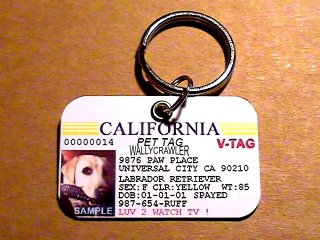 CALIFORNIA
00000014 PET TAG V-TAG
WALLYCRAWLER
9876 PAW PLACE
UNIVERSAL CITY CA 90210
LABRADOR RETRIEVER
SEX:F CLR:YELLOW WT:85
DOB:01-01-01 SPAYED
987-654-RUFF
SAMPLE LUV 2 WATCH TV !